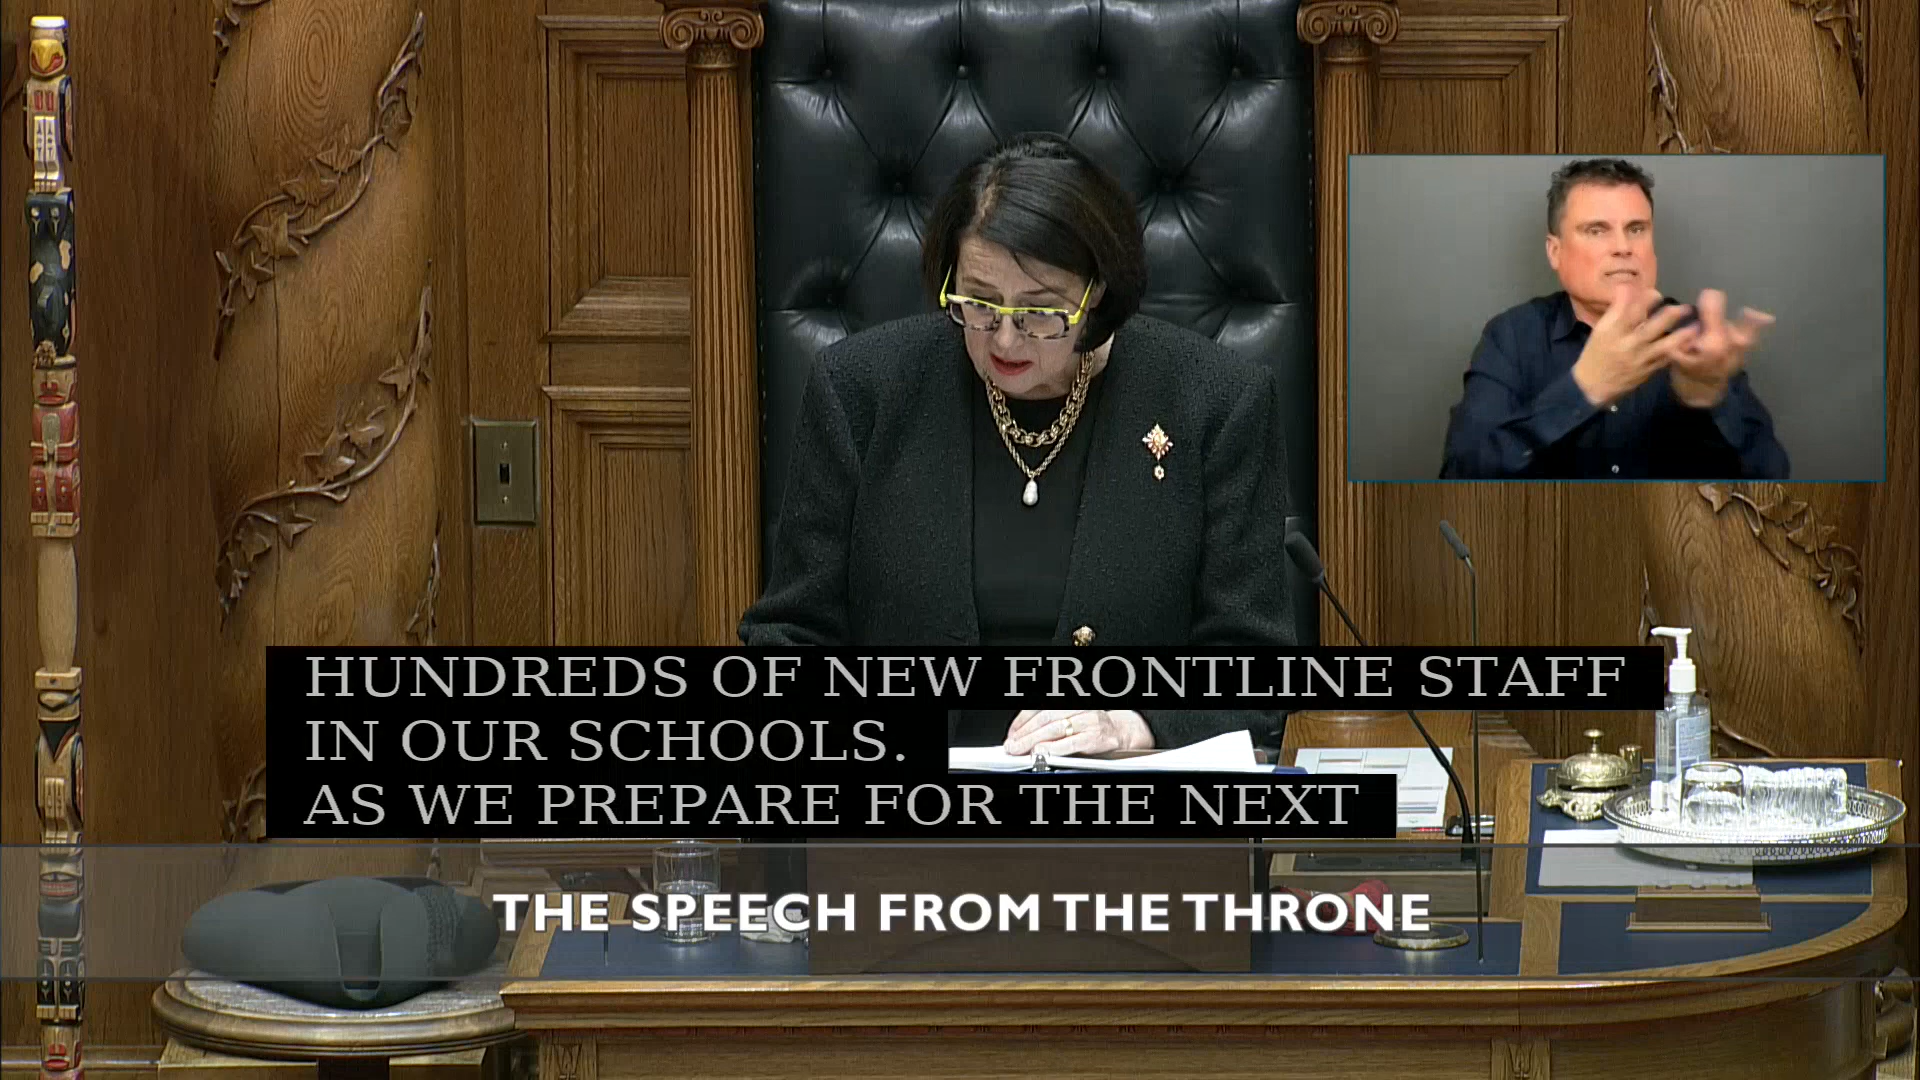 HUNDREDS OF NEW FRONTLINE STAFF
IN OUR SCHOOLS.
AS WE PREPARE FOR THE NEXT
THE SPEECH FROM THE THRONE